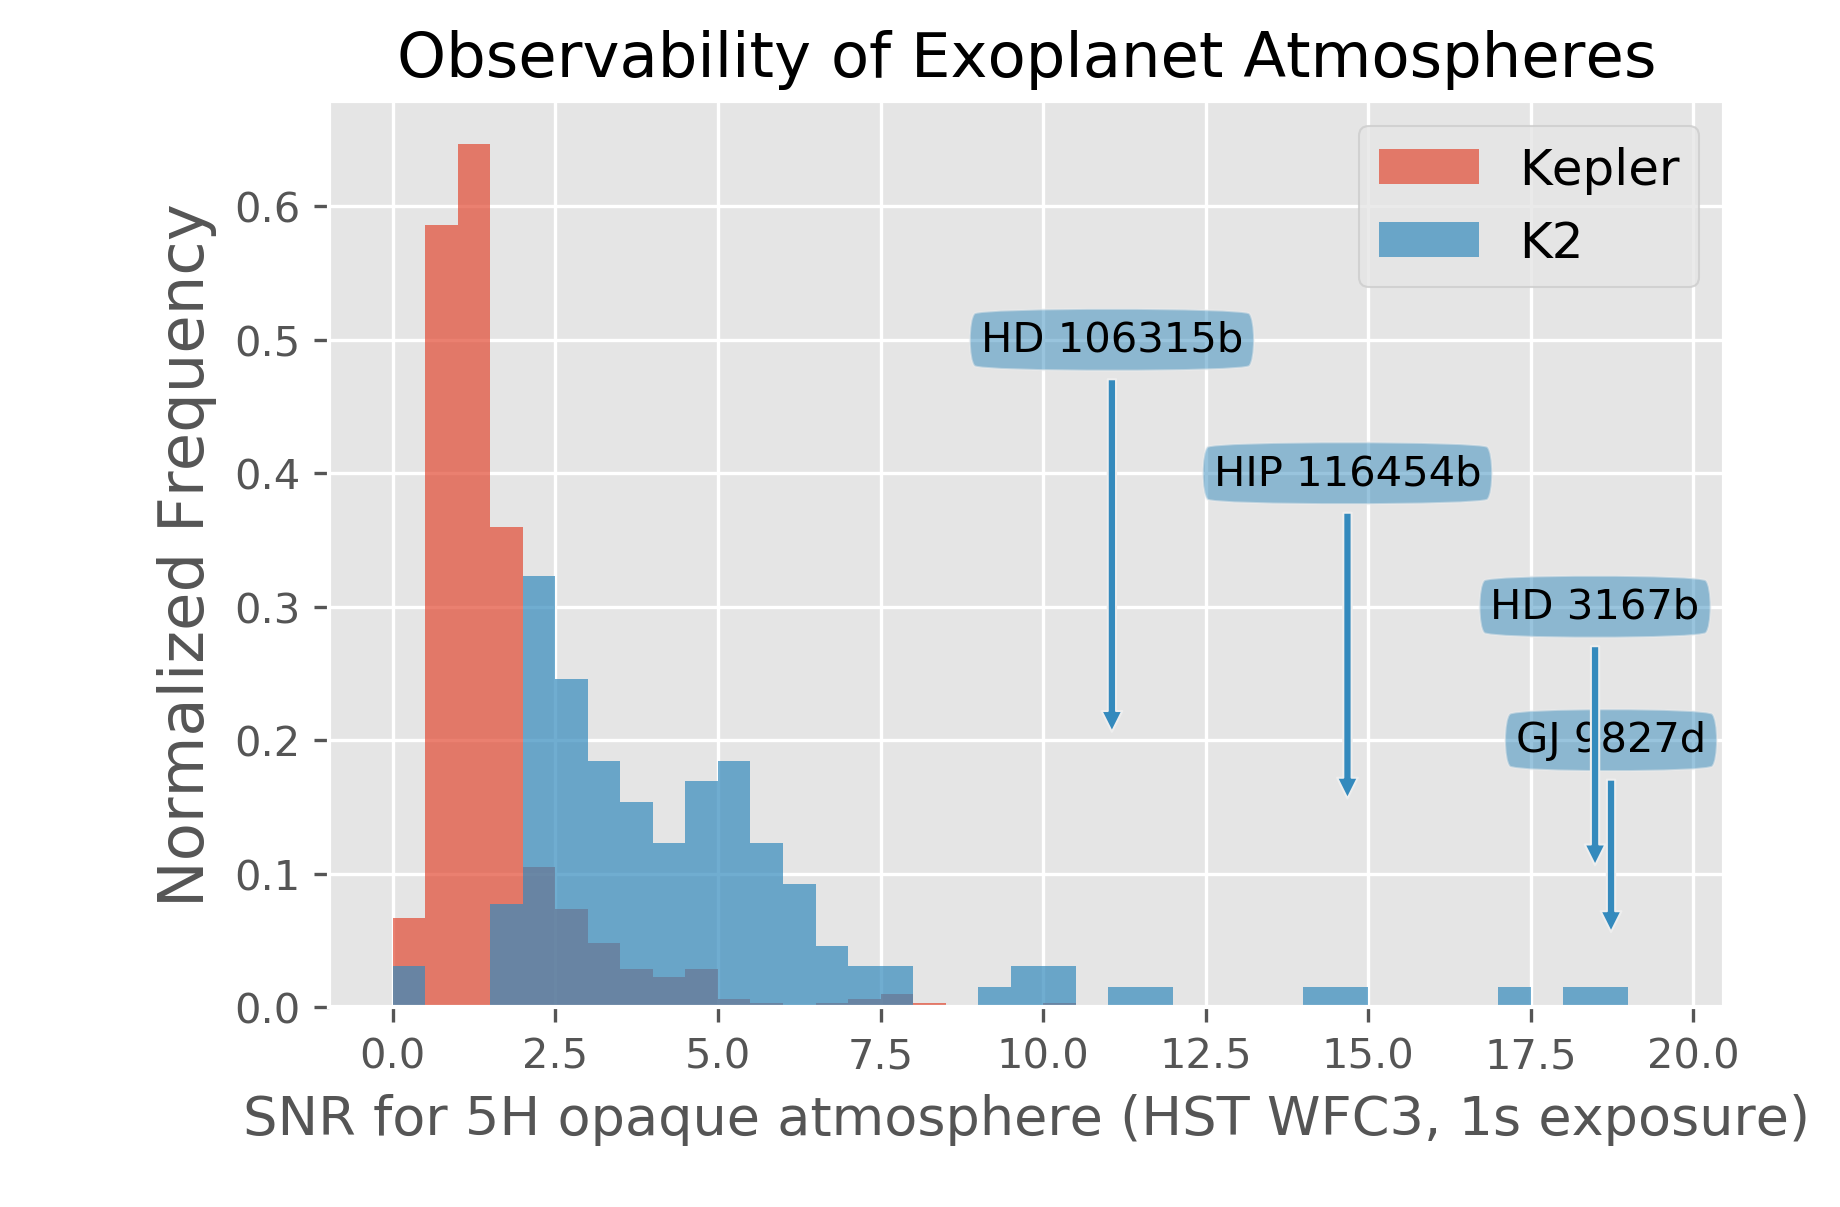 Observability of Exoplanet Atmospheres
Kepler
K2
HD 106315b
HIP 116454b
HD 3167b
GJ 9827d
Normalized Frequency
0.6
0.5
0.4
0.3
0.2
0.1
0.0
0.0 2.5 5.0 7.5 10.0 12.5 15.0 17.5 20.0
SNR for 5H opaque atmosphere (HST WFC3, 1s exposure)